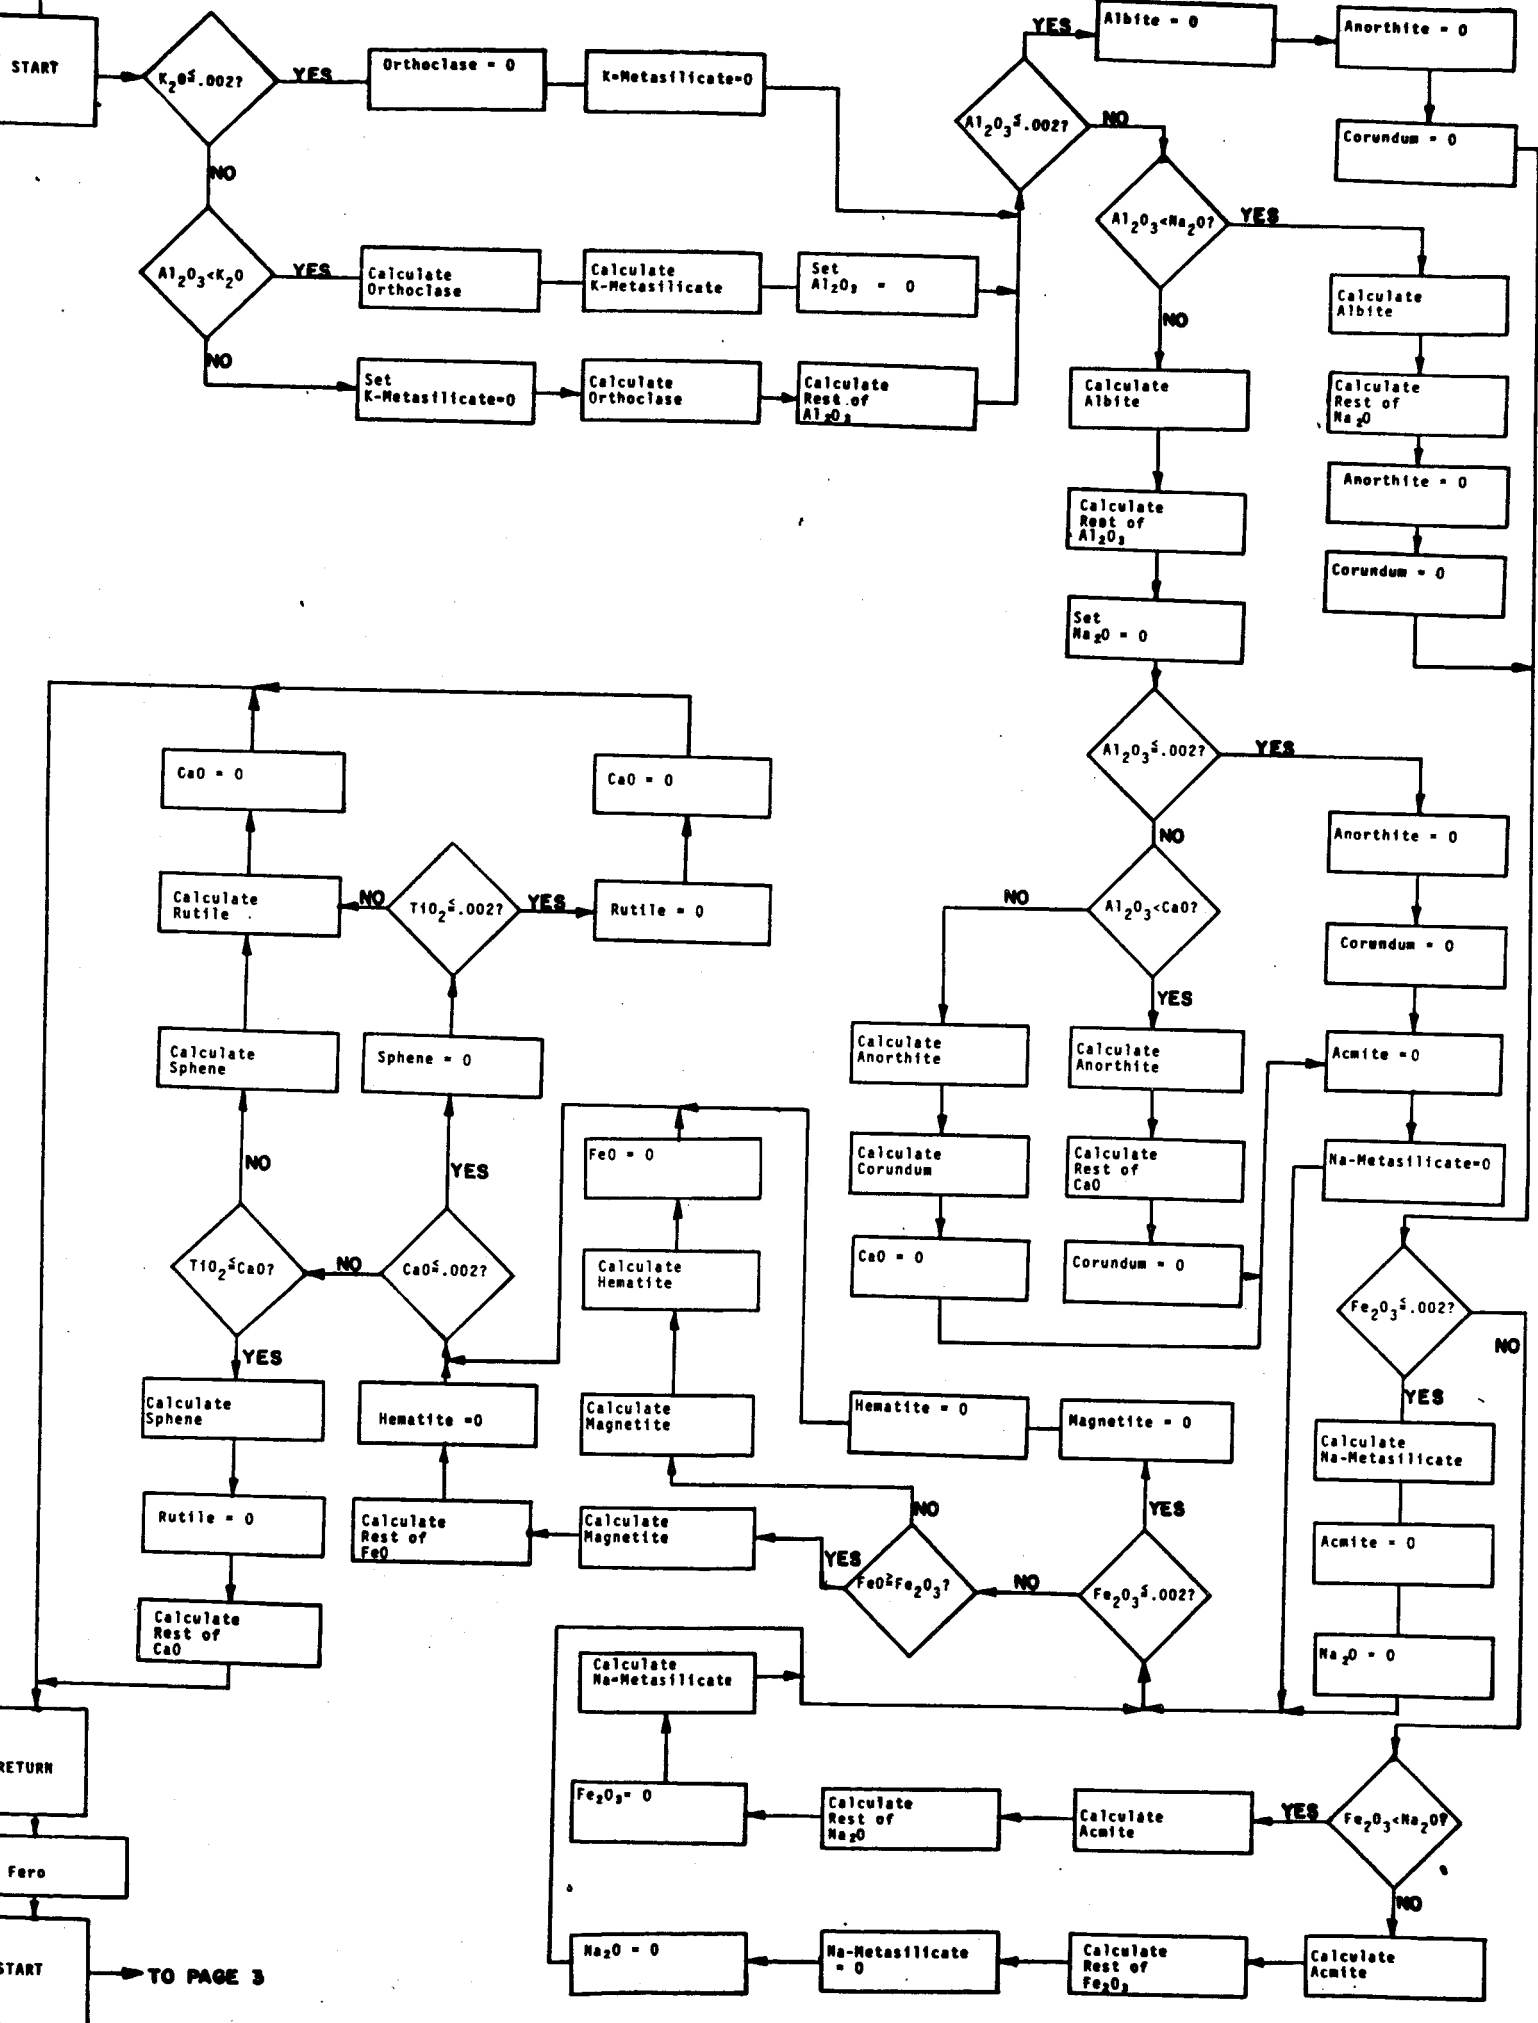 START
K₂O≤.002?
YES
Orthoclase = 0
K-Metasilicate=0
NO
Al₂O₃<K₂O
YES
Calculate
Orthoclase
Calculate
K-Metasilicate
Set
Al₂O₃ = 0
NO
Set
K-Metasilicate=0
Calculate
Orthoclase
Calculate
Rest of
Al₂O₃
Al₂O₃≤.002?
YES
Albite = 0
Anorthite = 0
Corundum = 0
NO
Al₂O₃<Na₂O?
YES
Calculate
Albite
Calculate
Rest of
Na₂O
Anorthite = 0
Corundum = 0
NO
Calculate
Albite
Calculate
Rest of
Al₂O₃
Set
Na₂O = 0
Al₂O₃≤.002?
YES
Anorthite = 0
Corundum = 0
Acmite = 0
Na-Metasilicate=0
NO
Al₂O₃<CaO?
NO
Calculate
Anorthite
Calculate
Corundum
CaO = 0
YES
Calculate
Anorthite
Calculate
Rest of
CaO
Corundum = 0
Fe₂O₃≤.002?
NO
YES
Calculate
Na-Metasilicate
Acmite = 0
Na₂O = 0
Fe₂O₃<Na₂O?
YES
Calculate
Acmite
Calculate
Rest of
Na₂O
Fe₂O₃= 0
Calculate
Na-Metasilicate
NO
Calculate
Acmite
Calculate
Rest of
Fe₂O₃
Na-Metasilicate
= 0
Na₂O = 0
Fe₂O₃≤.002?
YES
Magnetite = 0
Hematite = 0
NO
FeO≥Fe₂O₃?
NO
Calculate
Magnetite
Calculate
Hematite
FeO = 0
YES
Calculate
Magnetite
Calculate
Rest of
FeO
Hematite =0
CaO≤.002?
YES
Sphene = 0
TiO₂≤.002?
YES
Rutile = 0
CaO = 0
NO
Calculate
Rutile
CaO = 0
NO
TiO₂≤CaO?
NO
Calculate
Sphene
YES
Calculate
Sphene
Rutile = 0
Calculate
Rest of
CaO
RETURN
Fero
START
TO PAGE 3